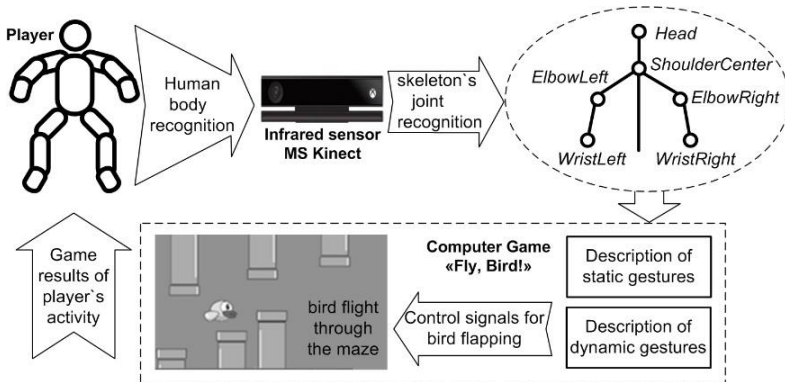 Player
Human
body
recognition
Infrared sensor
MS Kinect
skeleton`s
joint
recognition
Head
ShoulderCenter
ElbowLeft
ElbowRight
WristLeft
WristRight
Game
results of
player`s
activity
bird flight
through
the maze
Computer Game
«Fly, Bird!»
Control signals for
bird flapping
Description of
static gestures
Description of
dynamic gestures